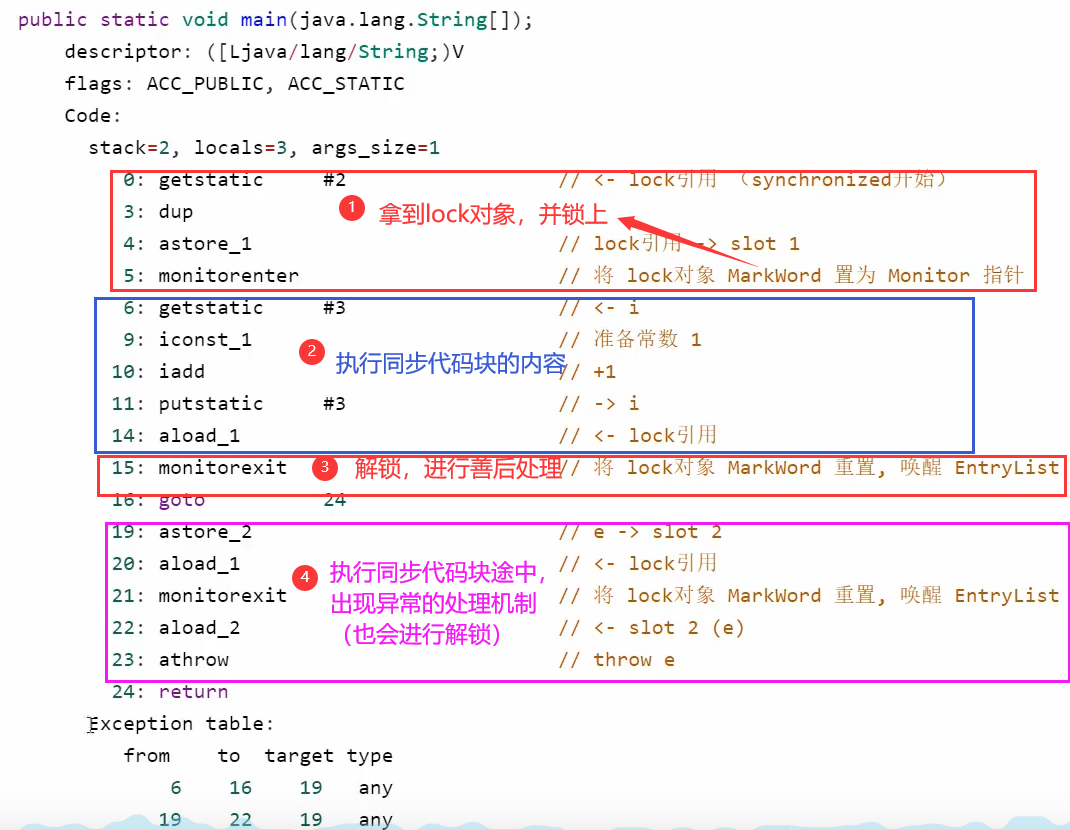 public static void main(java.lang.String[]);
descriptor: ([Ljava/lang/String;)V
flags: ACC_PUBLIC, ACC_STATIC
Code:
stack=2, locals=3, args_size=1
0: getstatic #2 // <- lock引用 （synchronized开始）
3: dup
1 拿到lock对象，并锁上
4: astore_1 // lock引用 -> slot 1
5: monitorenter // 将 lock对象 MarkWord 置为 Monitor 指针
6: getstatic #3 // <- i
9: iconst_1 // 准备常数 1
2 执行同步代码块的内容
10: iadd // +1
11: putstatic #3 // -> i
14: aload_1 // <- lock引用
15: monitorexit 3 解锁，进行善后处理 // 将 lock对象 MarkWord 重置, 唤醒 EntryList
16: goto 24
19: astore_2 // e -> slot 2
20: aload_1 // <- lock引用
4 执行同步代码块途中，
出现异常的处理机制
（也会进行解锁）
21: monitorexit // 将 lock对象 MarkWord 重置, 唤醒 EntryList
22: aload_2 // <- slot 2 (e)
23: athrow // throw e
24: return
Exception table:
from to target type
6 16 19 any
19 22 19 any